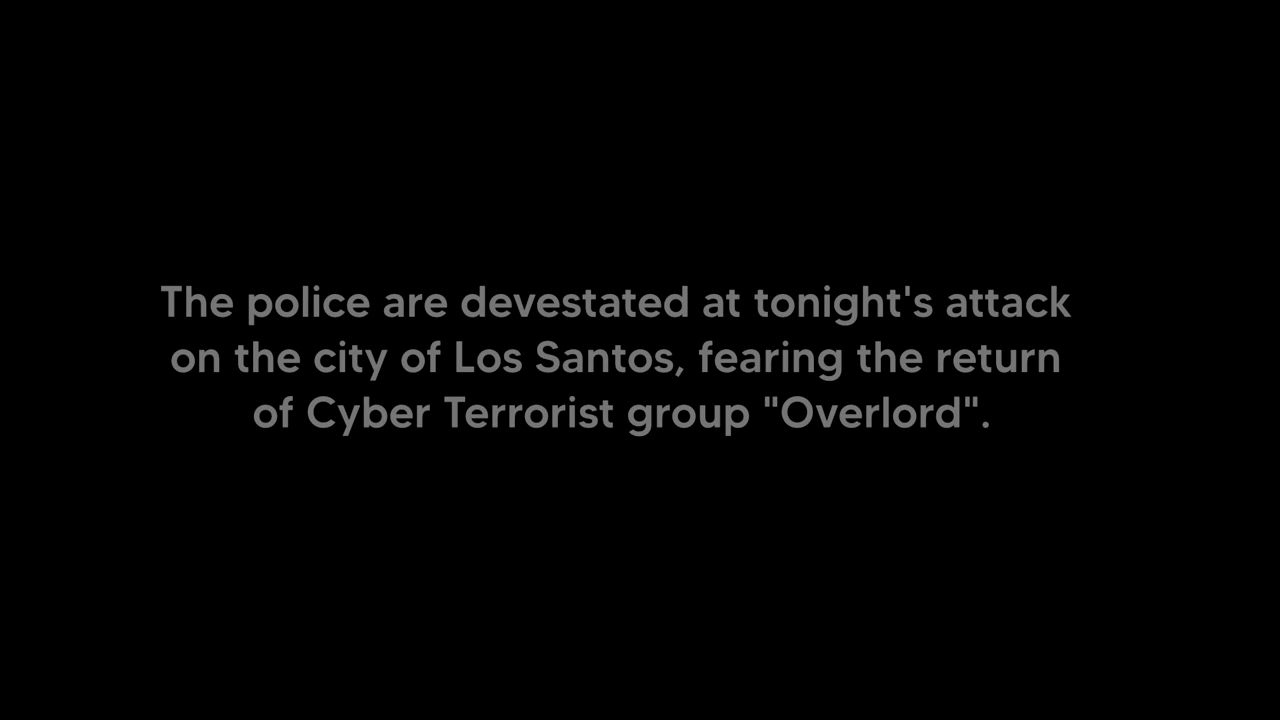 The police are devestated at tonight's attack
on the city of Los Santos, fearing the return
of Cyber Terrorist group "Overlord".